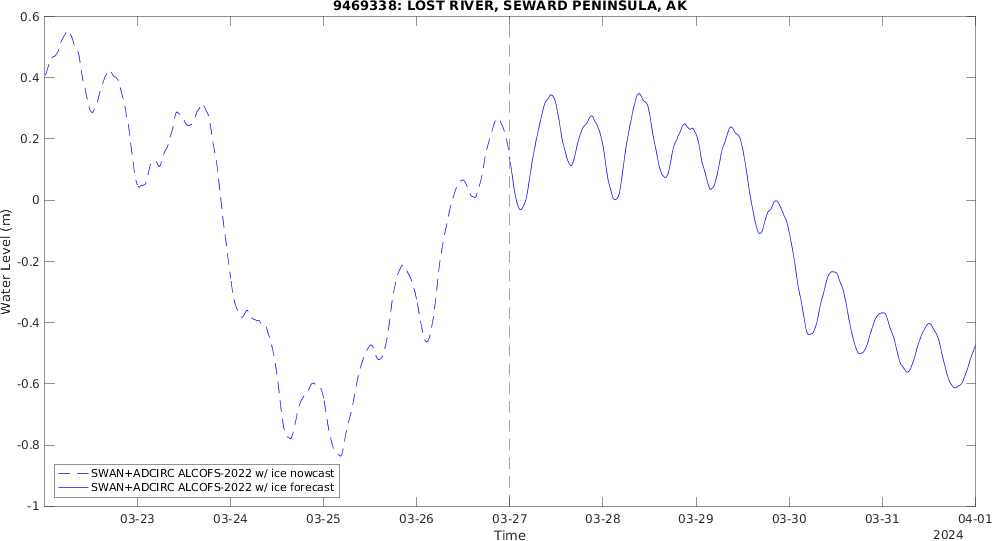 9469338: LOST RIVER, SEWARD PENINSULA, AK
0.6
0.4
0.2
0
-0.2
-0.4
-0.6
-0.8
-1
Water Level (m)
SWAN+ADCIRC ALCOFS-2022 w/ ice nowcast
SWAN+ADCIRC ALCOFS-2022 w/ ice forecast
03-23 03-24 03-25 03-26 03-27 03-28 03-29 03-30 03-31 04-01
Time
2024